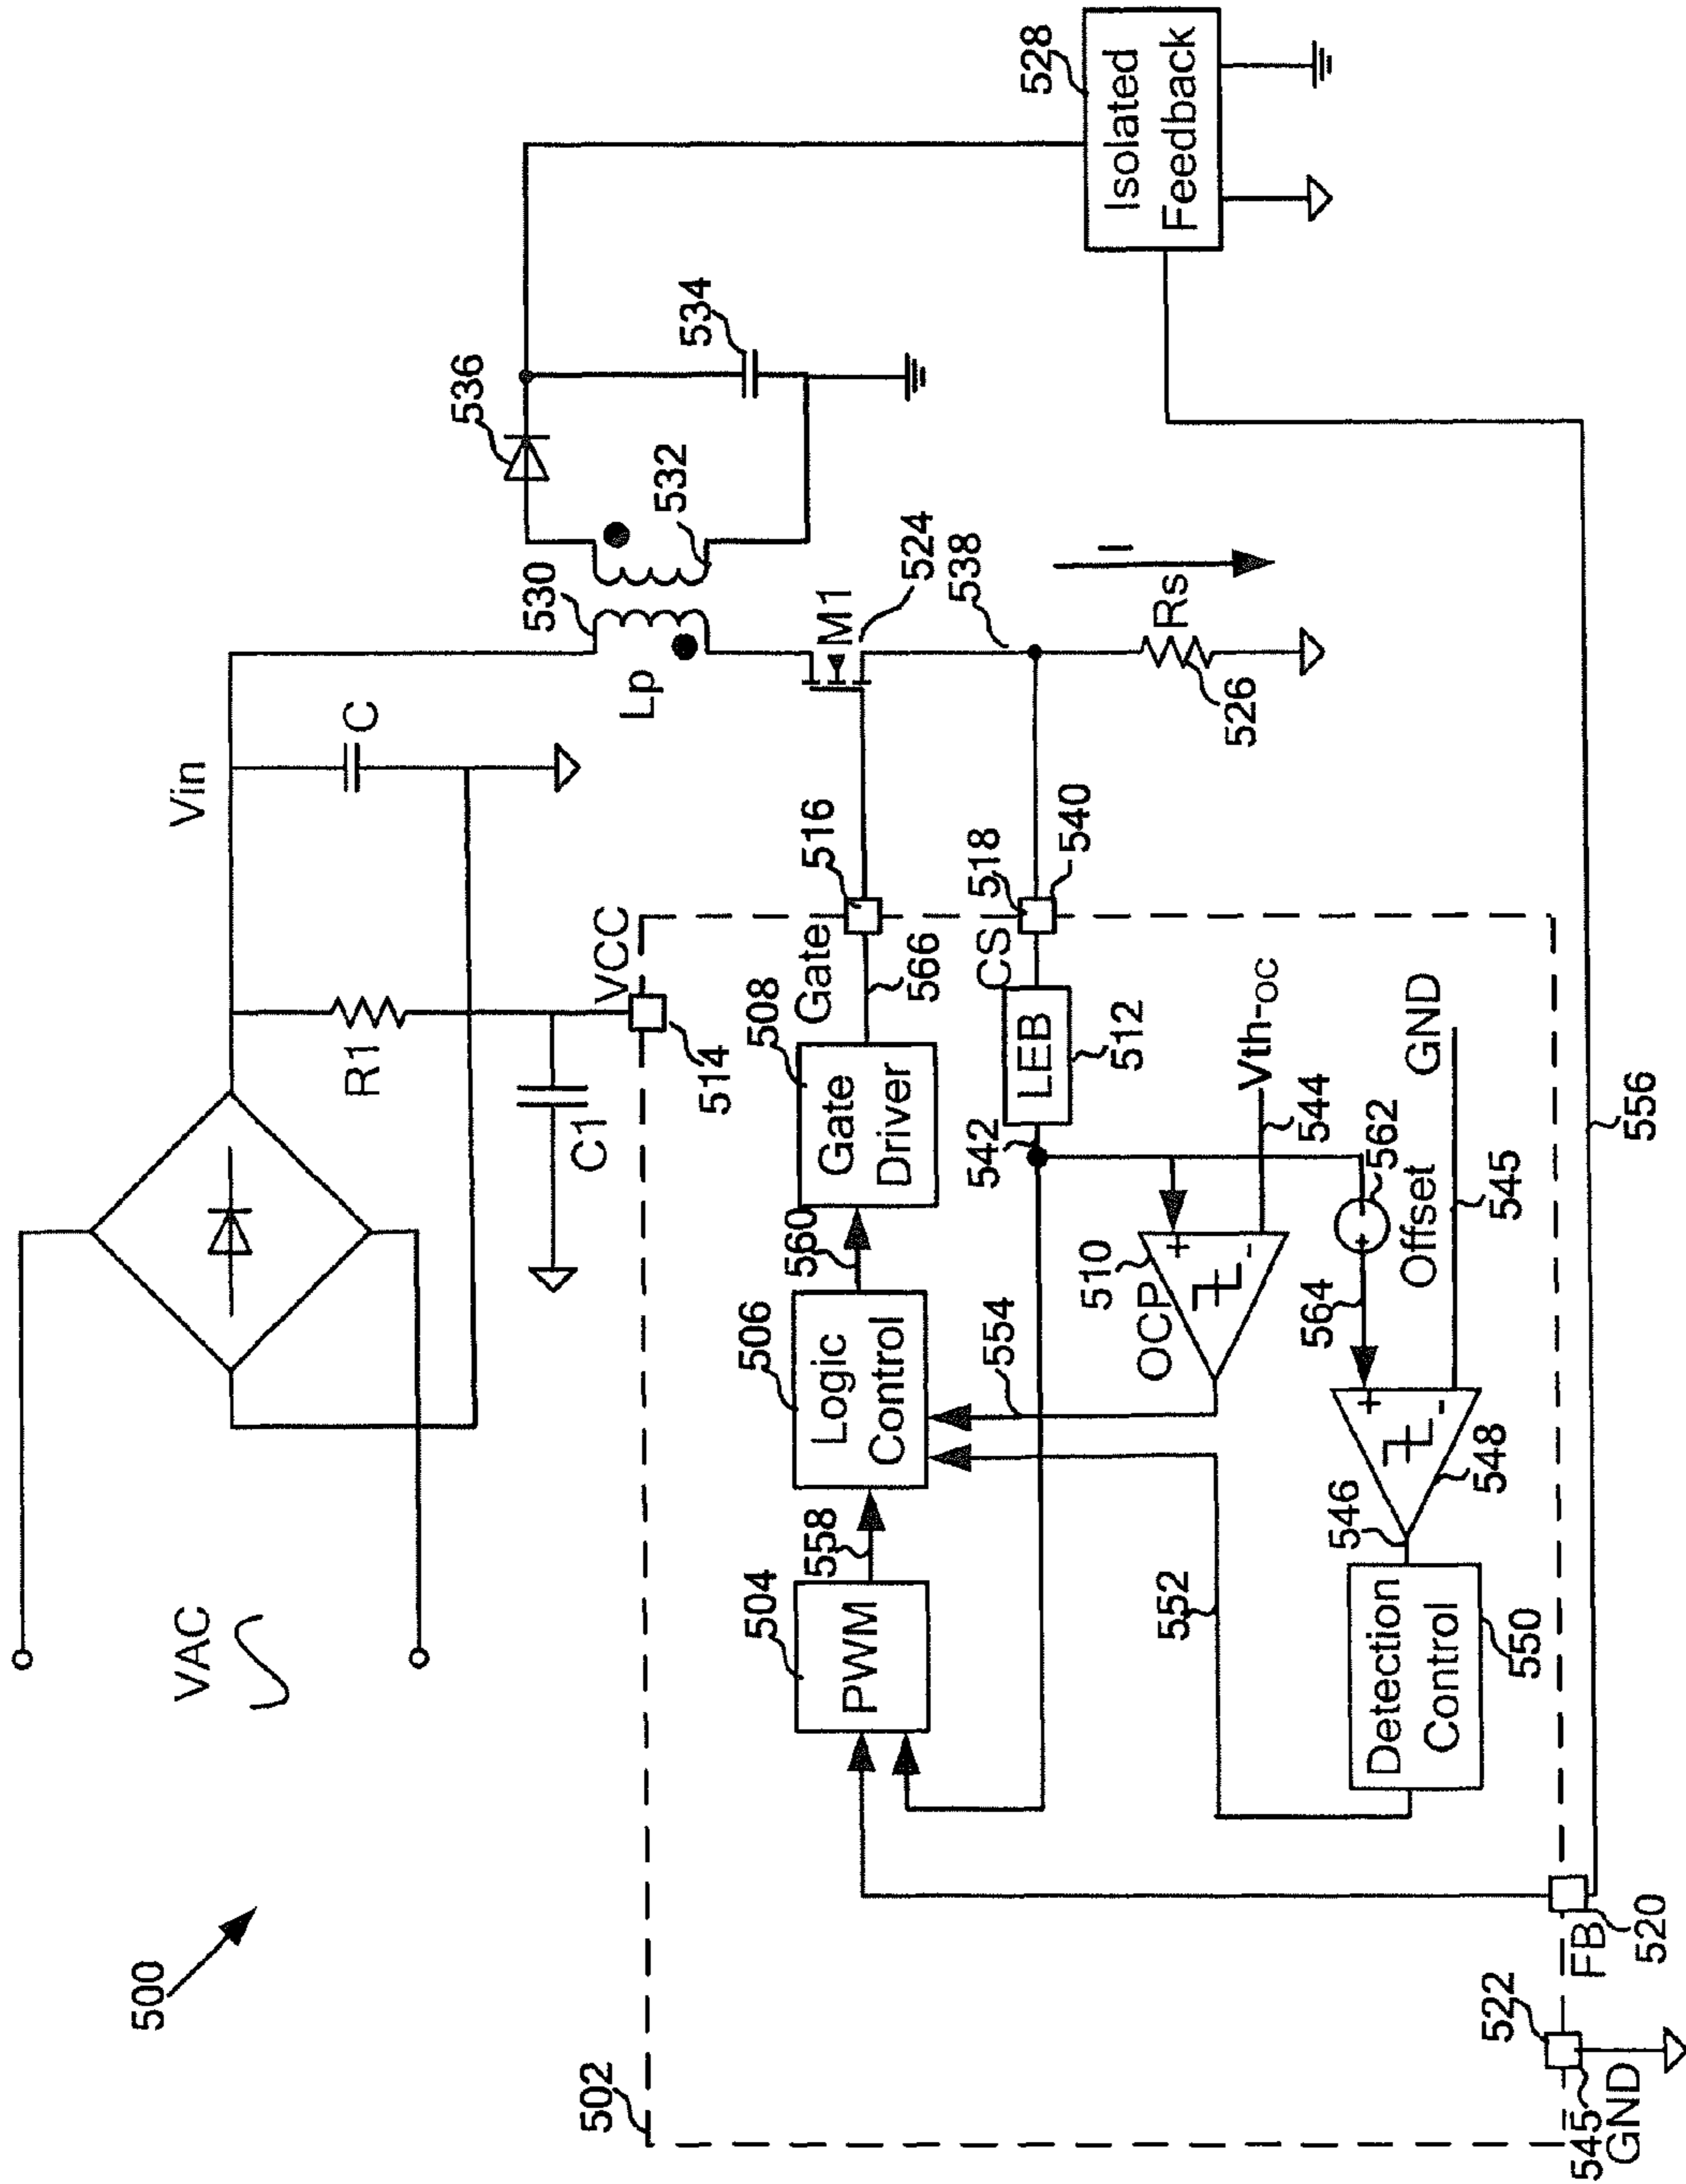 500
VAC
Vin
C
R1
C1
VCC
514
502
530
Lp
536
534
532
M1
524
538
I
Rs
526
528
Isolated
Feedback
504
PWM
558
506
Logic
Control
560
508
Gate
Driver
566
Gate
516
518
CS
540
LEB
512
542
510
OCP
554
Vth-OC
544
562
Offset
564
GND
545
548
546
552
Detection
Control
550
556
FB
520
522
545
GND
+
-
+
-
+
-